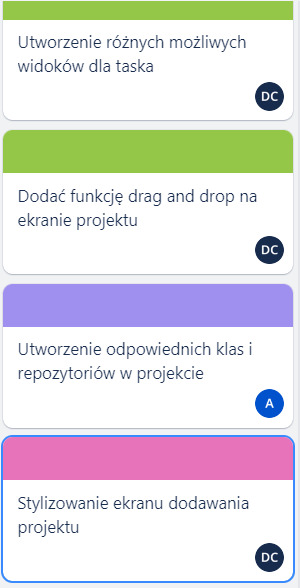 Utworzenie różnych możliwych
widoków dla taska
DC
Dodać funkcję drag and drop na
ekranie projektu
DC
Utworzenie odpowiednich klas i
repozytoriów w projekcie
A
Stylizowanie ekranu dodawania
projektu
DC